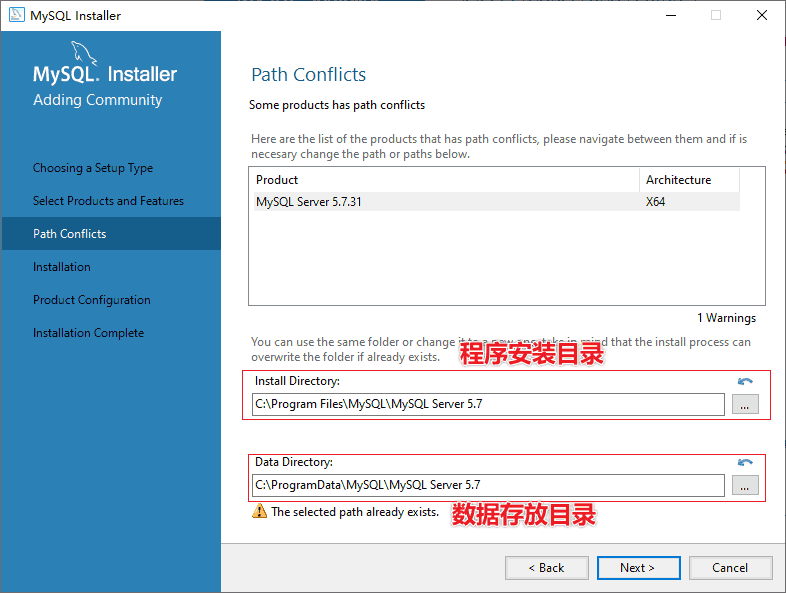 MySQL Installer
MySQL. Installer
Adding Community
Choosing a Setup Type
Select Products and Features
Path Conflicts
Installation
Product Configuration
Installation Complete
Path Conflicts
Some products has path conflicts
Here are the list of the products that has path conflicts, please navigate between them and if is
necesary change the path or paths below.
Product Architecture
MySQL Server 5.7.31 X64
1 Warnings
You can use the same folder or change it to a new one, take in mind that the install process can
overwrite the folder if already exists.
程序安装目录
Install Directory:
C:\Program Files\MySQL\MySQL Server 5.7
...
Data Directory:
C:\ProgramData\MySQL\MySQL Server 5.7
...
The selected path already exists.
数据存放目录
< Back
Next >
Cancel